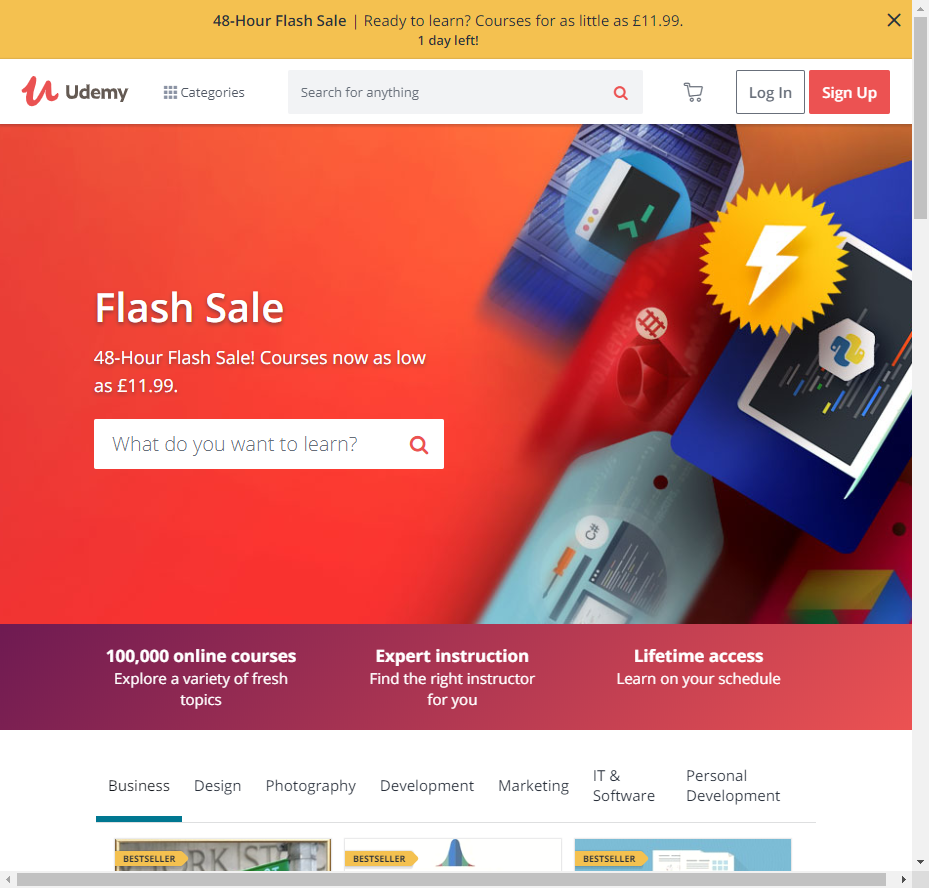 48-Hour Flash Sale | Ready to learn? Courses for as little as £11.99.
1 day left!
Udemy
Categories
Search for anything
Log In
Sign Up
Flash Sale
48-Hour Flash Sale! Courses now as low
as £11.99.
What do you want to learn?
C#
100,000 online courses
Explore a variety of fresh
topics
Expert instruction
Find the right instructor
for you
Lifetime access
Learn on your schedule
Business
Design
Photography
Development
Marketing
IT &
Software
Personal
Development
BESTSELLER
BESTSELLER
BESTSELLER